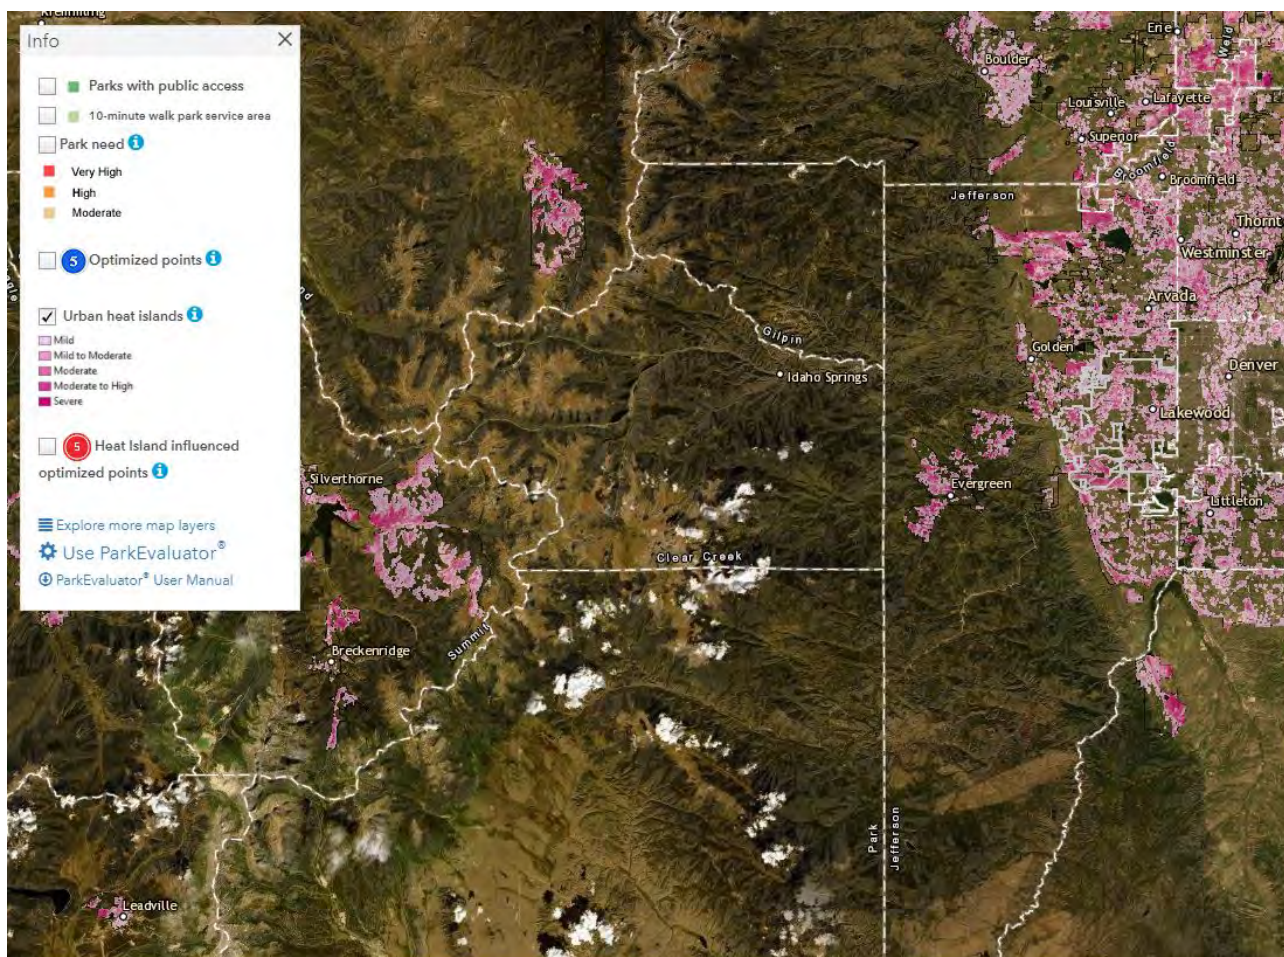 Kremmling
Info
Parks with public access
10-minute walk park service area
Park need
Very High
High
Moderate
5 Optimized points
Urban heat islands
Mild
Mild to Moderate
Moderate
Moderate to High
Severe
5 Heat Island influenced
optimized points
Explore more map layers
Use ParkEvaluator®
ParkEvaluator® User Manual
Erie
Weld
Boulder
Louisville
Lafayette
Superior
Broomfield
Broomfield
Jefferson
Thornt
Westminster
Arvada
Gilpin
Golden
Denver
Idaho Springs
Lakewood
Silverthorne
Evergreen
Littleton
Clear Creek
Summit
Breckenridge
Park
Jefferson
Leadville